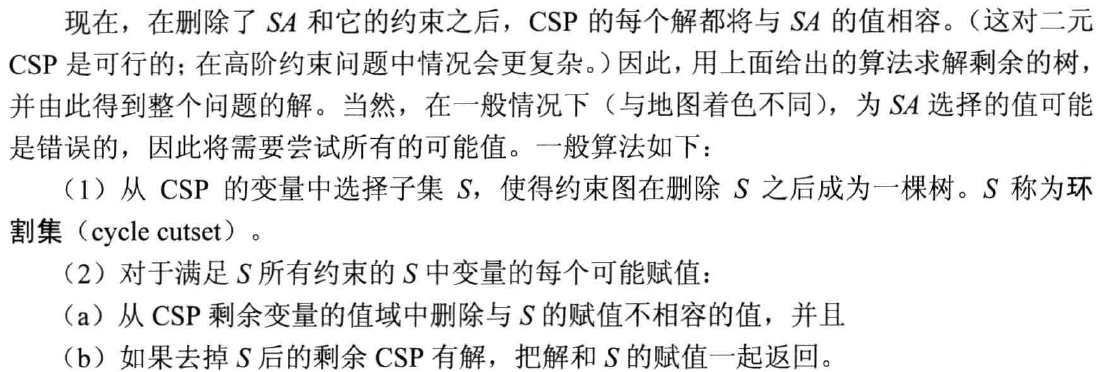 现在，在删除了 SA 和它的约束之后，CSP 的每个解都将与 SA 的值相容。（这对二元
CSP 是可行的；在高阶约束问题中情况会更复杂。）因此，用上面给出的算法求解剩余的树，
并由此得到整个问题的解。当然，在一般情况下（与地图着色不同），为 SA 选择的值可能
是错误的，因此将需要尝试所有的可能值。一般算法如下：
（1）从 CSP 的变量中选择子集 S，使得约束图在删除 S 之后成为一棵树。S 称为环
割集（cycle cutset）。
（2）对于满足 S 所有约束的 S 中变量的每个可能赋值：
（a）从 CSP 剩余变量的值域中删除与 S 的赋值不相容的值，并且
（b）如果去掉 S 后的剩余 CSP 有解，把解和 S 的赋值一起返回。